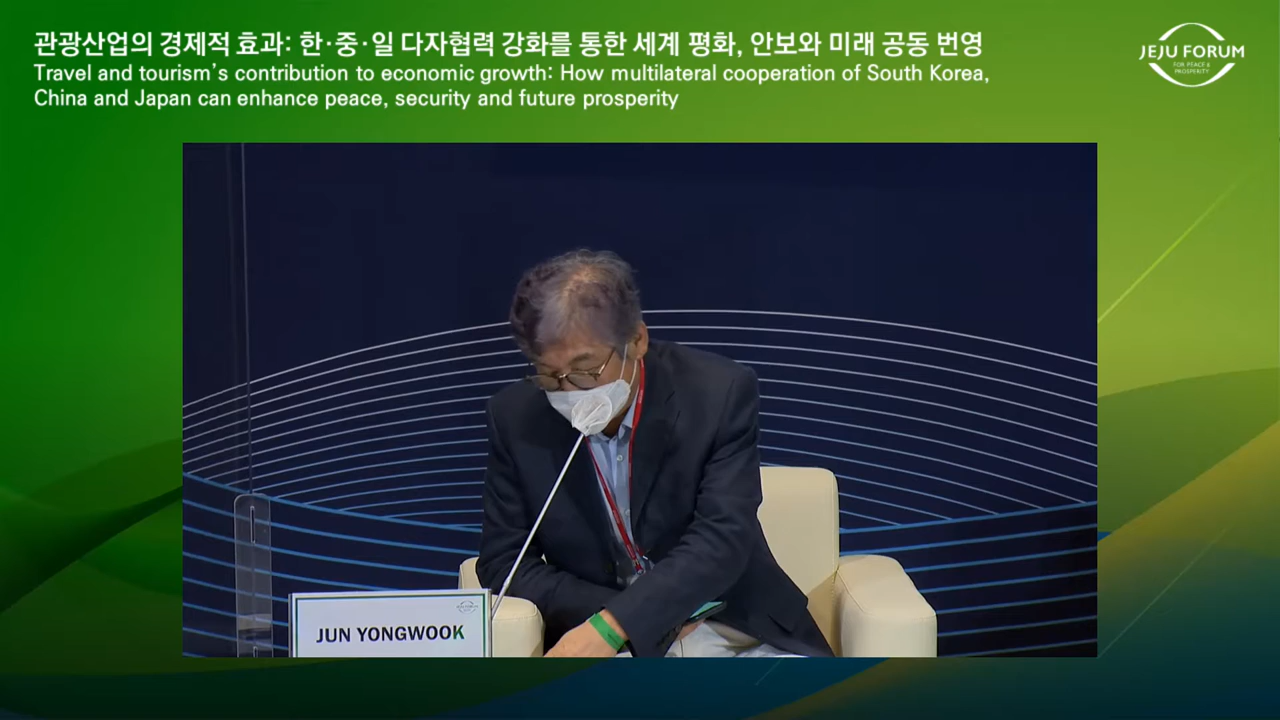 관광산업의 경제적 효과: 한·중·일 다자협력 강화를 통한 세계 평화, 안보와 미래 공동 번영
Travel and tourism's contribution to economic growth: How multilateral cooperation of South Korea,
China and Japan can enhance peace, security and future prosperity
JEJU FORUM
FOR PEACE &
PROSPERITY
JUN YONGWOOK